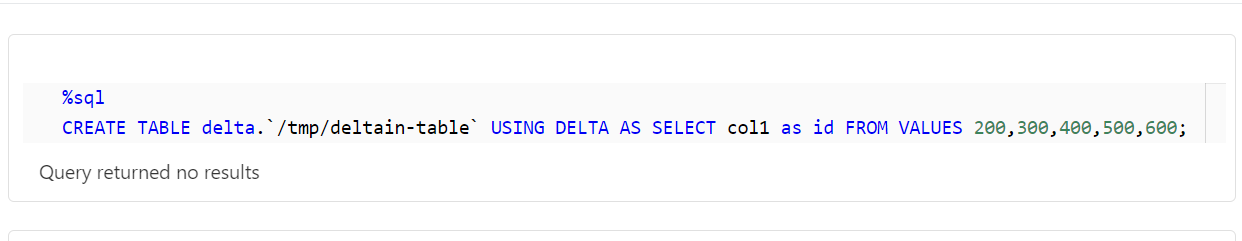 %sql
CREATE TABLE delta.`/tmp/deltain-table` USING DELTA AS SELECT col1 as id FROM VALUES 200,300,400,500,600;
Query returned no results